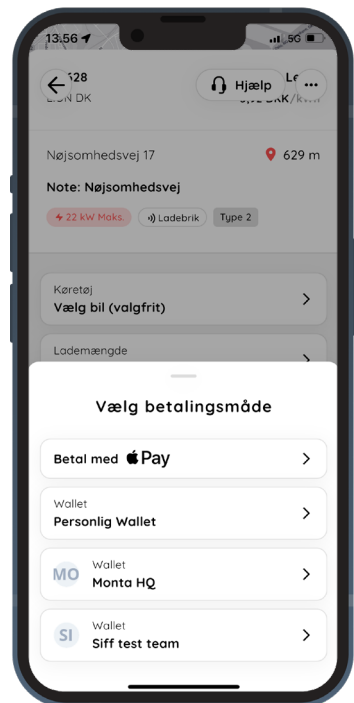 13.56 5G
Hjælp
DK
Nøjsomhedsvej 17 629 m
Note: Nøjsomhedsvej
22 kW Maks. Ladebrik Type 2
Køretøj
Vælg bil (valgfrit)
Lademængde
Vælg betalingsmåde
Betal med Pay
Wallet
Personlig Wallet
MO Wallet
Monta HQ
SI Wallet
Siff test team